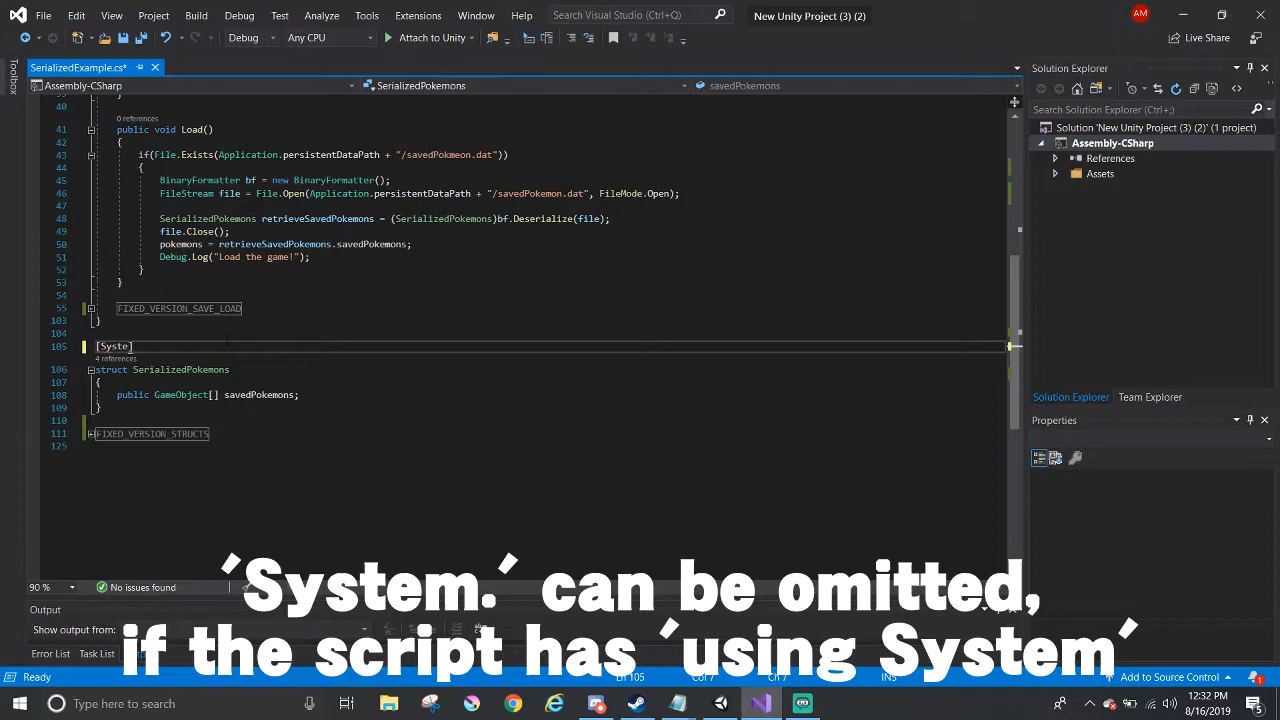 File Edit View Project Build Debug Test Analyze Tools Extensions Window Help Search Visual Studio New Unity Project (3) (2)' AM
Debug Any CPU Attach to Unity Live Share
Toolbox
SerializedExample.cs*
Assembly-CSharp SerializedPokemons savedPokemons
40
0 references
41 public void Load()
42 {
43 if(File.Exists(Application.persistentDataPath + "/savedPokmeon.dat"))
44 {
45 BinaryFormatter bf = new BinaryFormatter();
46 FileStream file = File.Open(Application.persistentDataPath + "/savedPokemon.dat", FileMode.Open);
47
48 SerializedPokemons retrieveSavedPokemons = (SerializedPokemons)bf.Deserialize(file);
49 file.Close();
50 pokemons = retrieveSavedPokemons.savedPokemons;
51 Debug.Log("Load the game!");
52 }
53 }
54
55 FIXED_VERSION_SAVE_LOAD
103 }
104
105 [Syste]
4 references
106 struct SerializedPokemons
107 {
108 public GameObject[] savedPokemons;
109 }
110
111 FIXED_VERSION_STRUCTS
125
Solution Explorer
Search Solution Explorer (Ctrl+;)
Solution 'New Unity Project (3) (2)' (1 project)
Assembly-CSharp
References
Assets
Solution Explorer Team Explorer
Properties
90 % No issues found
'System.' can be omitted,
if the script has 'using System'
Output
Show output from:
Error List Task List
Ready Ln 105 Ch 7 INS Add to Source Control 1
Type here to search
12:32 PM
8/16/2019